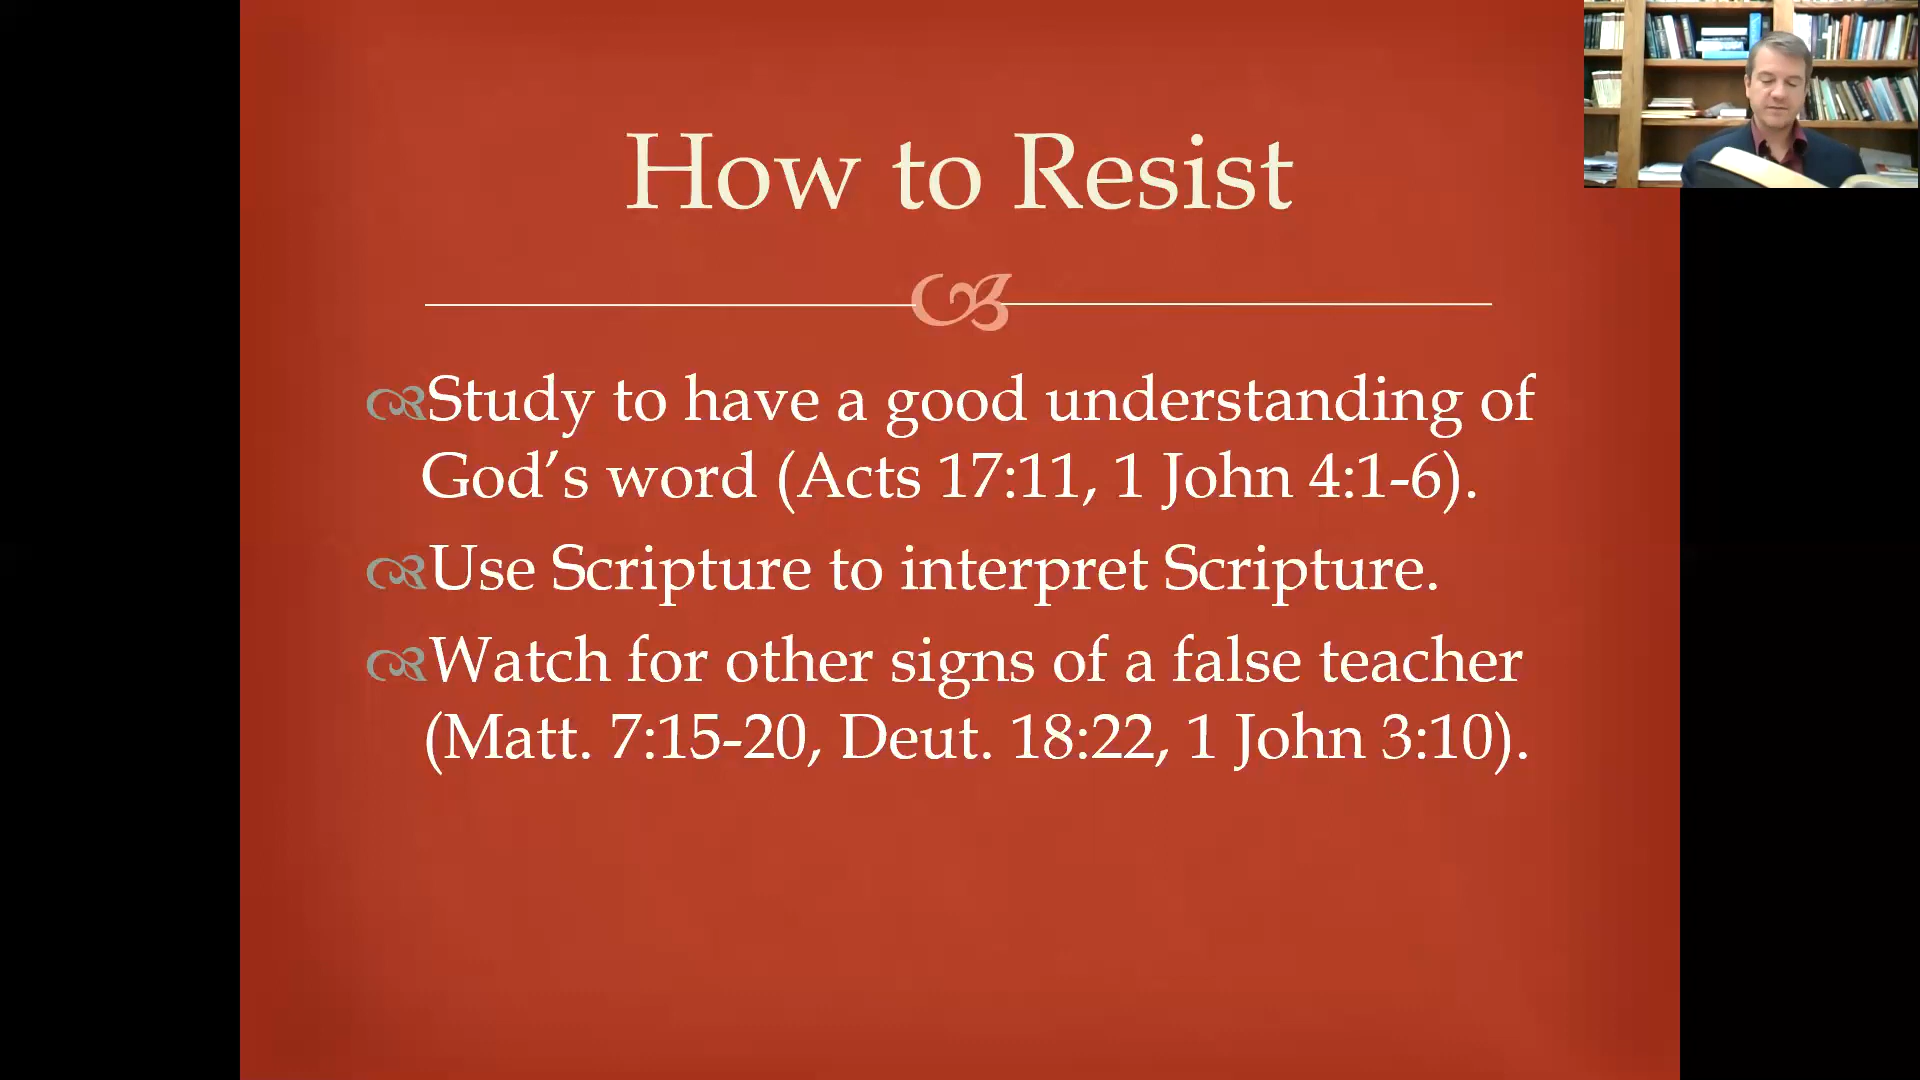 How to Resist
Study to have a good understanding of
God’s word (Acts 17:11, 1 John 4:1-6).
Use Scripture to interpret Scripture.
Watch for other signs of a false teacher
(Matt. 7:15-20, Deut. 18:22, 1 John 3:10).